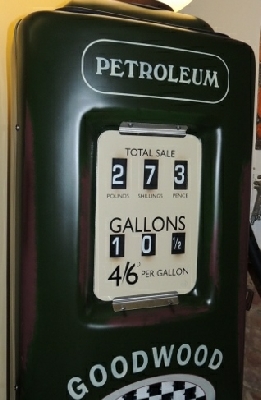 PETROLEUM
TOTAL SALE
2 7 3
POUNDS SHILLINGS PENCE
GALLONS
1 0 ½
4/6 PER GALLON
GOODWOOD